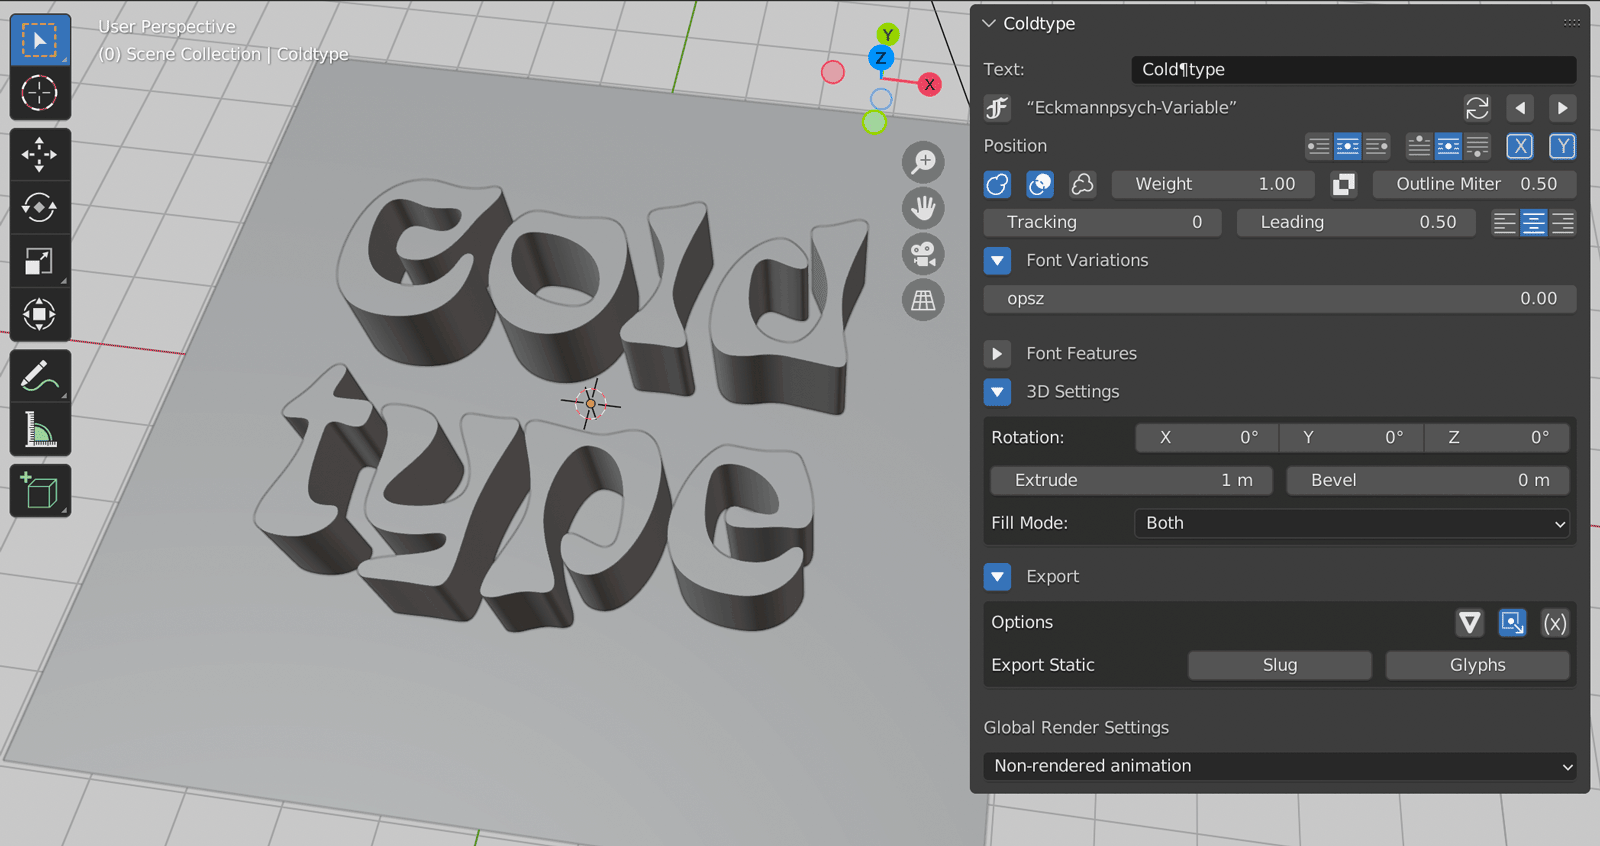 User Perspective
(0) Scene Collection | Coldtype
Y
Z
X
Cold
type
Coldtype
Text: Cold¶type
“Eckmannpsych-Variable”
Position X Y
Weight 1.00 Outline Miter 0.50
Tracking 0 Leading 0.50
Font Variations
opsz 0.00
Font Features
3D Settings
Rotation: X 0° Y 0° Z 0°
Extrude 1 m Bevel 0 m
Fill Mode: Both
Export
Options (x)
Export Static Slug Glyphs
Global Render Settings
Non-rendered animation